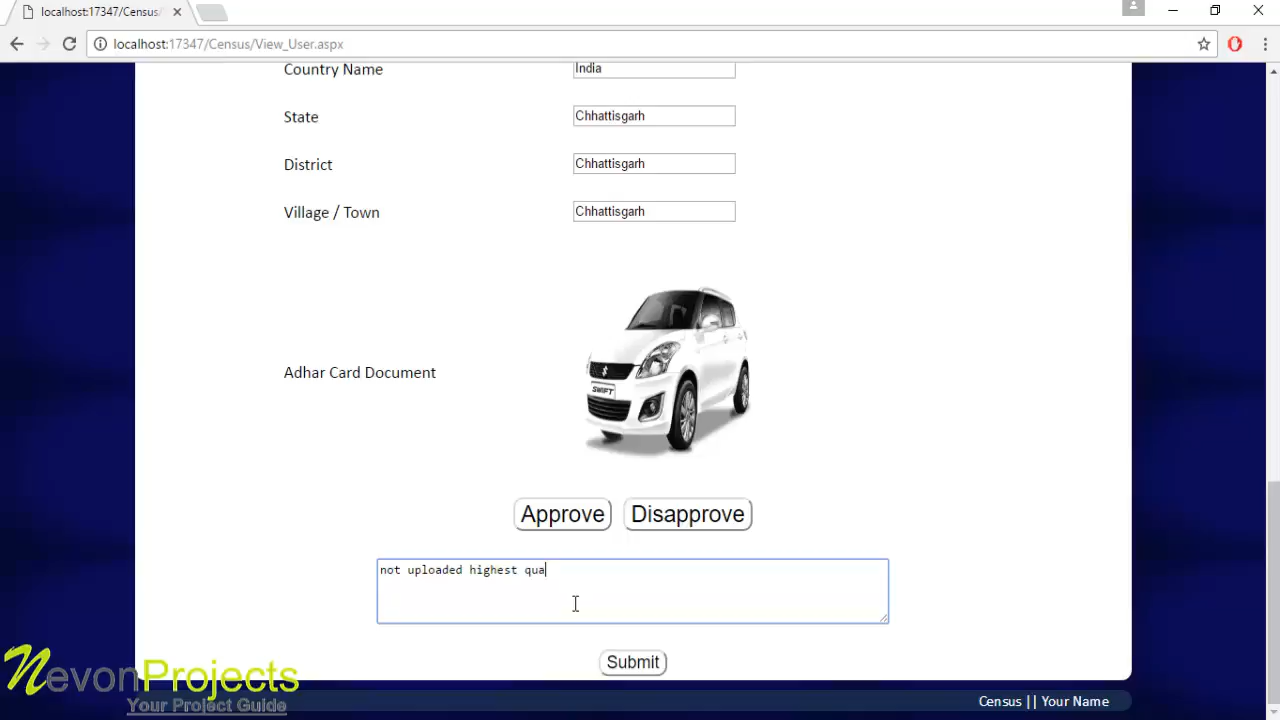 localhost:17347/Census/
localhost:17347/Census/View_User.aspx
Country Name India
State Chhattisgarh
District Chhattisgarh
Village / Town Chhattisgarh
SWIFT
Adhar Card Document
Approve Disapprove
not uploaded highest qua
Submit
NevonProjects
Your Project Guide
Census || Your Name